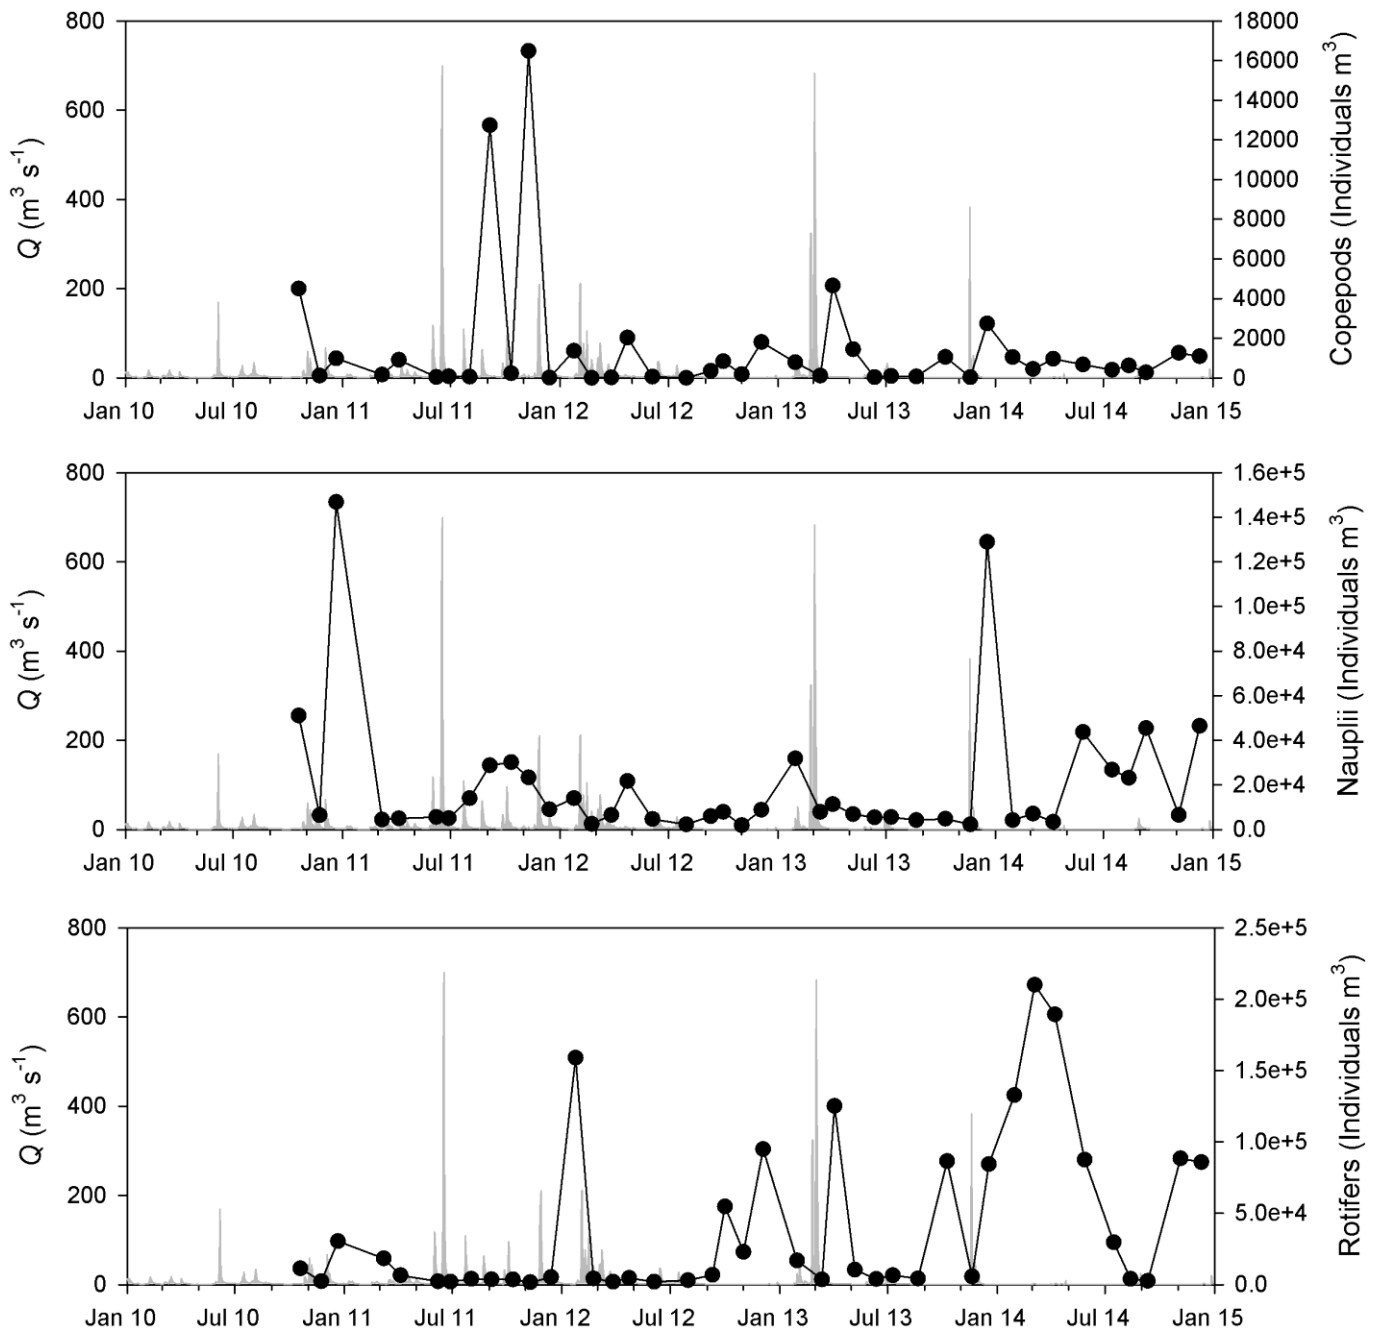 800
600
400
200
0
Q (m³ s⁻¹)
18000
16000
14000
12000
10000
8000
6000
4000
2000
0
Copepods (Individuals m³)
Jan 10 Jul 10 Jan 11 Jul 11 Jan 12 Jul 12 Jan 13 Jul 13 Jan 14 Jul 14 Jan 15
800
600
400
200
0
Q (m³ s⁻¹)
1.6e+5
1.4e+5
1.2e+5
1.0e+5
8.0e+4
6.0e+4
4.0e+4
2.0e+4
0.0
Nauplii (Individuals m³)
Jan 10 Jul 10 Jan 11 Jul 11 Jan 12 Jul 12 Jan 13 Jul 13 Jan 14 Jul 14 Jan 15
800
600
400
200
0
Q (m³ s⁻¹)
2.5e+5
2.0e+5
1.5e+5
1.0e+5
5.0e+4
0.0
Rotifers (Individuals m³)
Jan 10 Jul 10 Jan 11 Jul 11 Jan 12 Jul 12 Jan 13 Jul 13 Jan 14 Jul 14 Jan 15